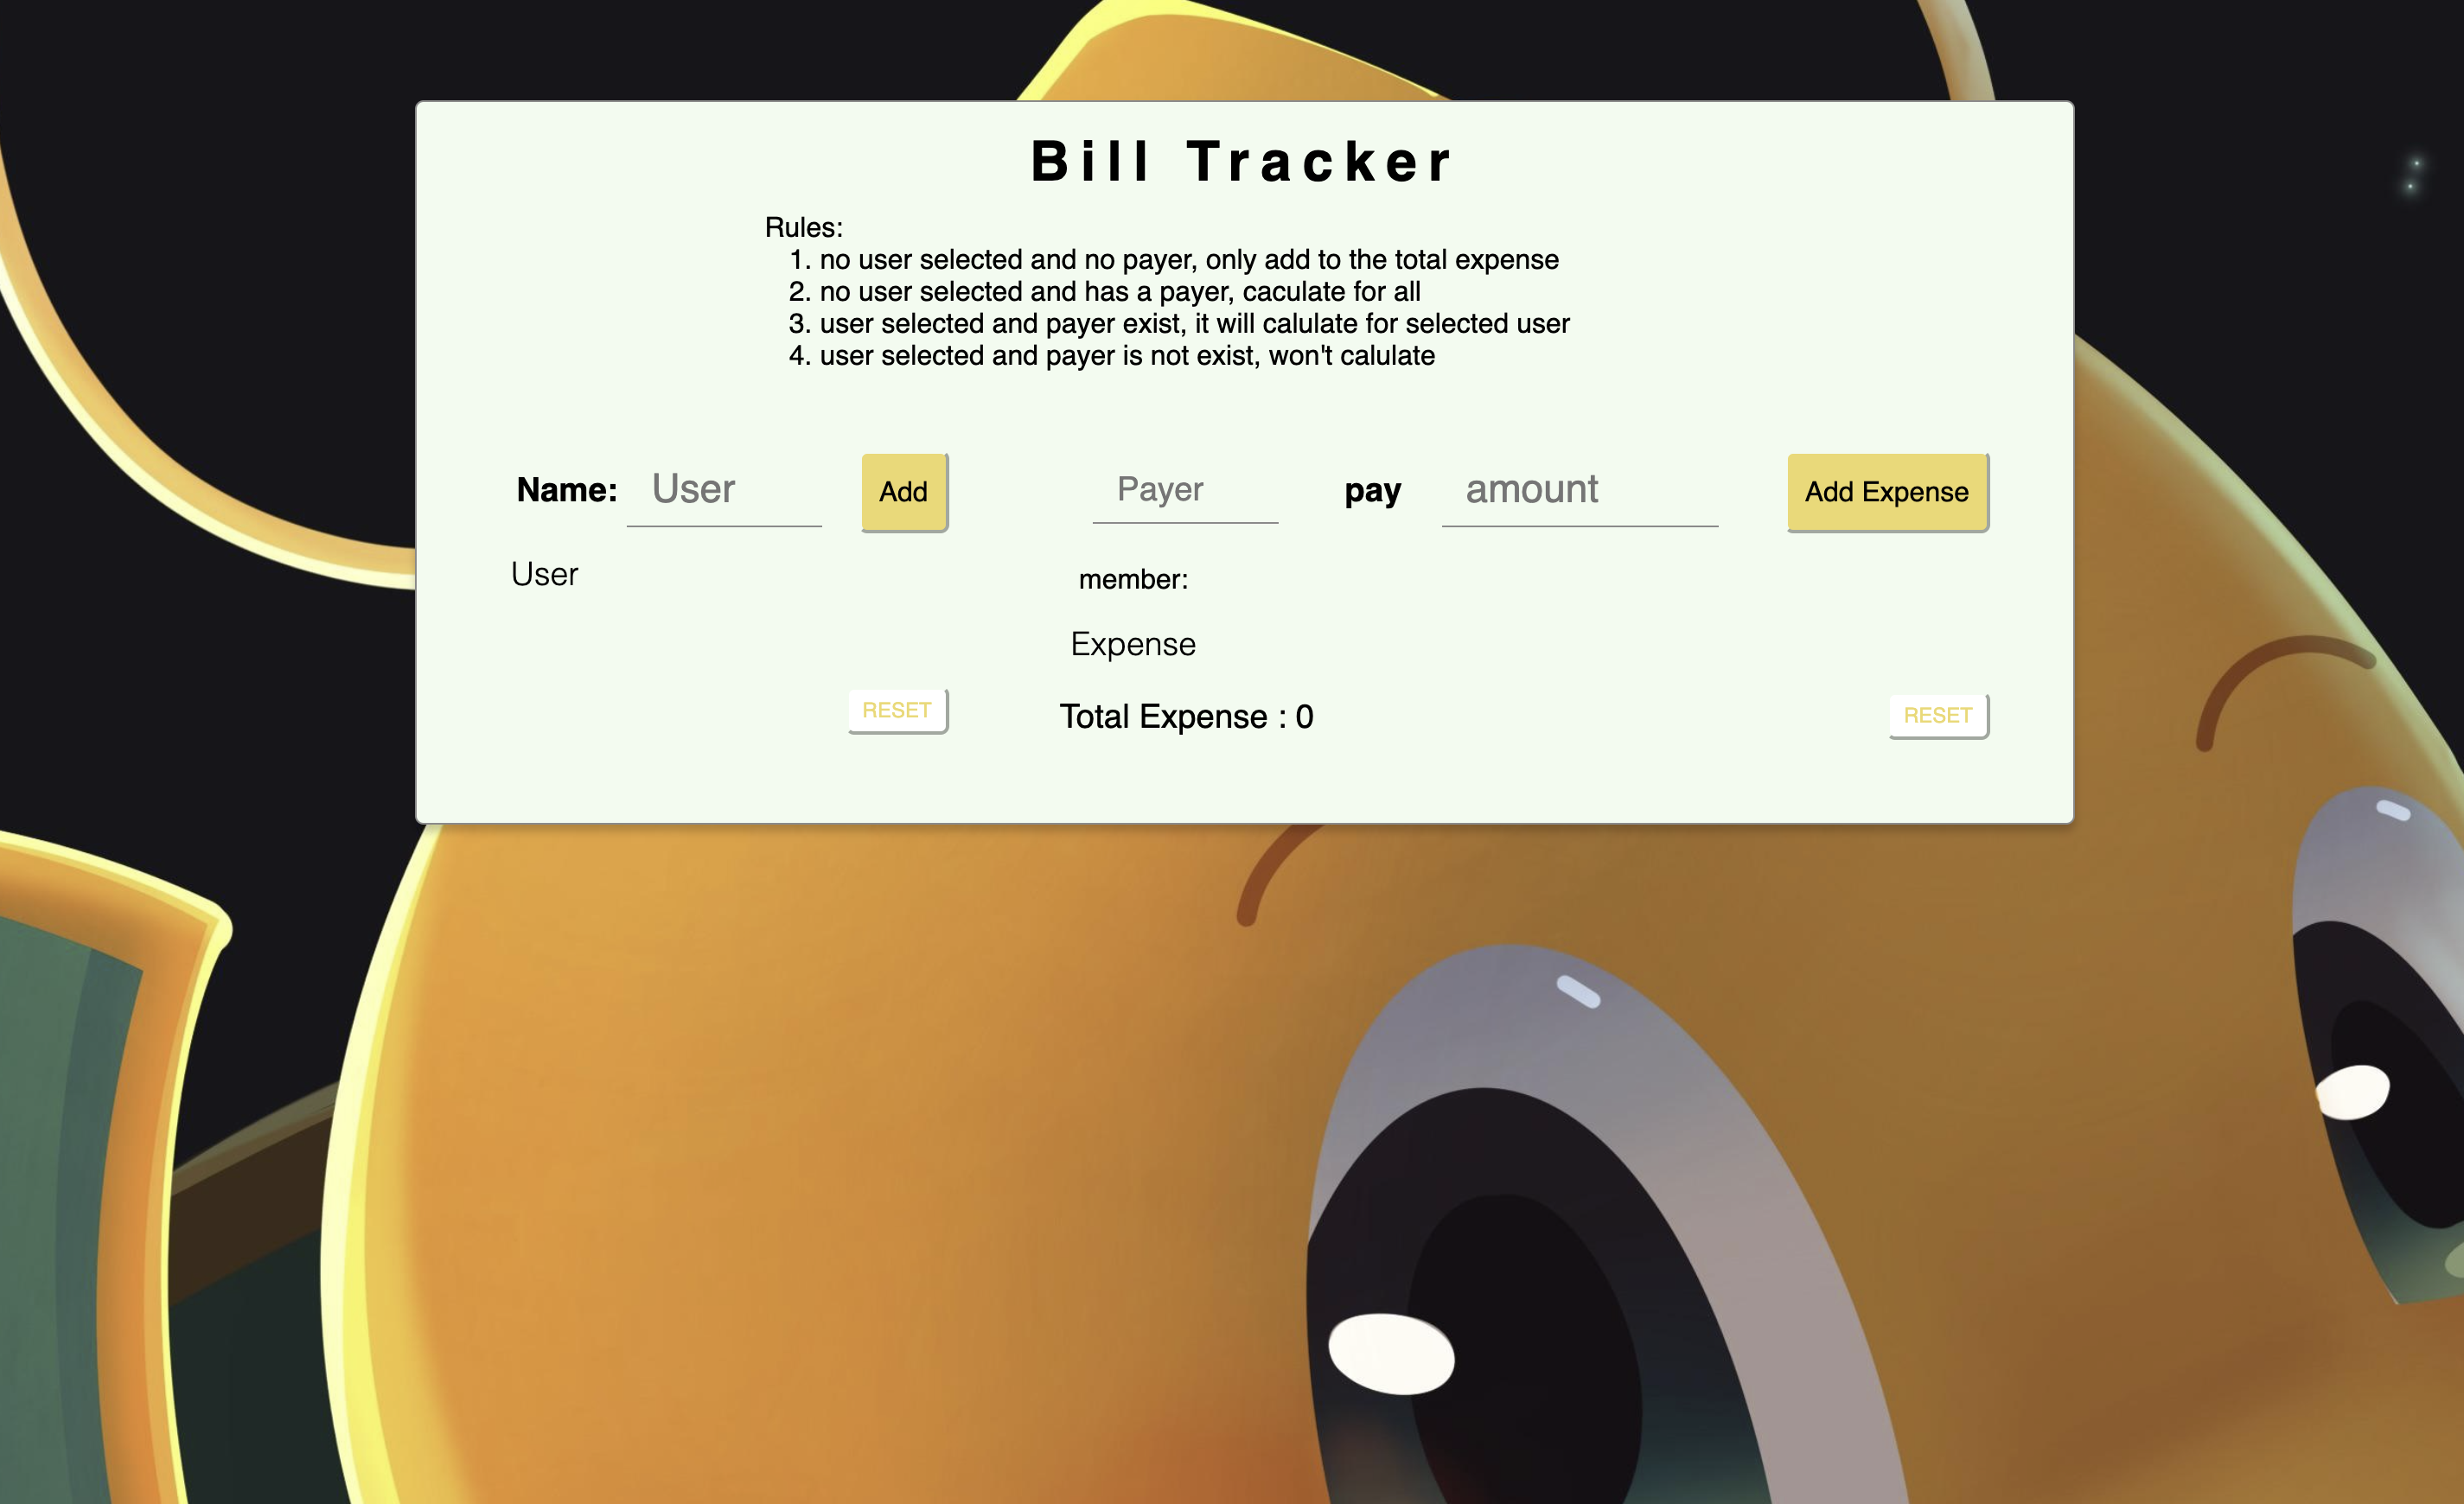 Bill Tracker
Rules:
1. no user selected and no payer, only add to the total expense
2. no user selected and has a payer, caculate for all
3. user selected and payer exist, it will calulate for selected user
4. user selected and payer is not exist, won't calulate
Name: User Add Payer pay amount Add Expense
User member:
Expense
RESET Total Expense : 0 RESET